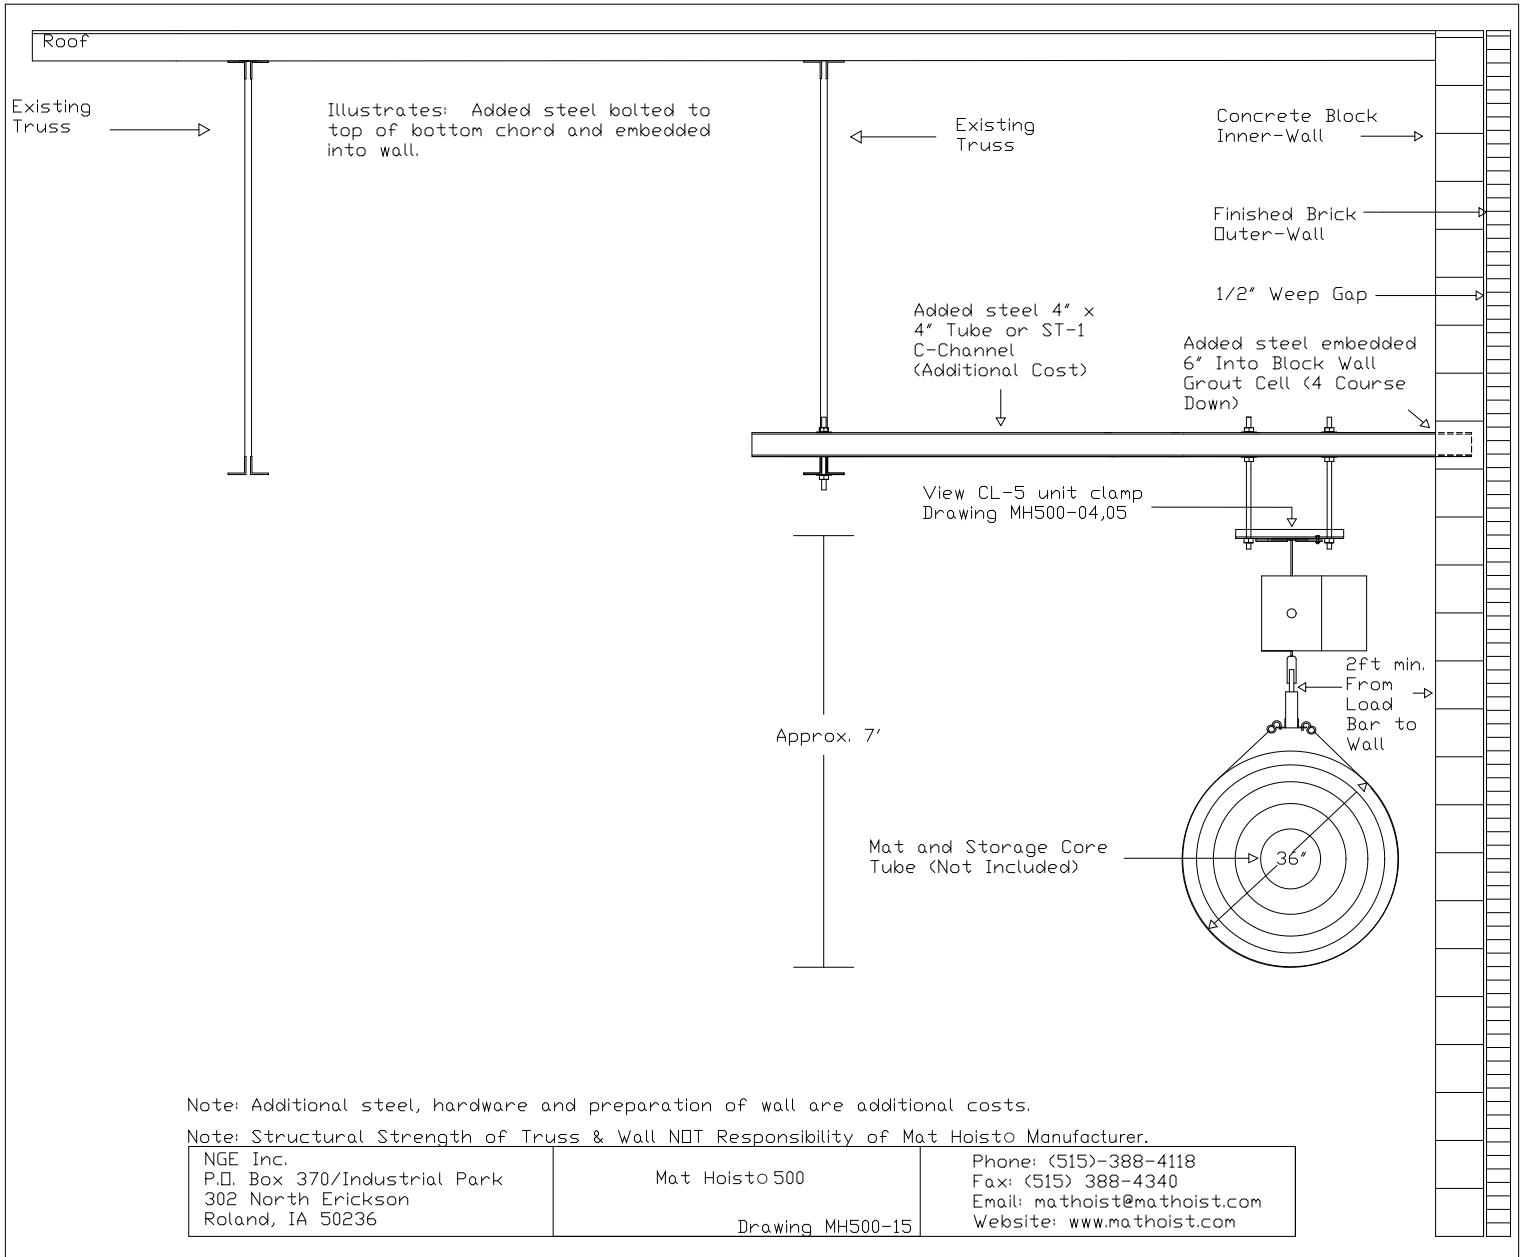 Roof
Existing
Truss
Illustrates:  Added steel bolted to
top of bottom chord and embedded
into wall.
Existing
Truss
Concrete Block
Inner-Wall
Finished Brick
Outer-Wall
1/2" Weep Gap
Added steel 4" x
4" Tube or ST-1
C-Channel
(Additional Cost)
Added steel embedded
6" Into Block Wall
Grout Cell (4 Course
Down)
View CL-5 unit clamp
Drawing MH500-04,05
2ft min.
From
Load
Bar to
Wall
Approx. 7'
Mat and Storage Core
Tube (Not Included)
36"
Note: Additional steel, hardware and preparation of wall are additional costs.
Note: Structural Strength of Truss & Wall NOT Responsibility of Mat Hoist○ Manufacturer.
NGE Inc.
P.O. Box 370/Industrial Park
302 North Erickson
Roland, IA 50236
Mat Hoist○ 500
Drawing MH500-15
Phone: (515)-388-4118
Fax: (515) 388-4340
Email: mathoist@mathoist.com
Website: www.mathoist.com